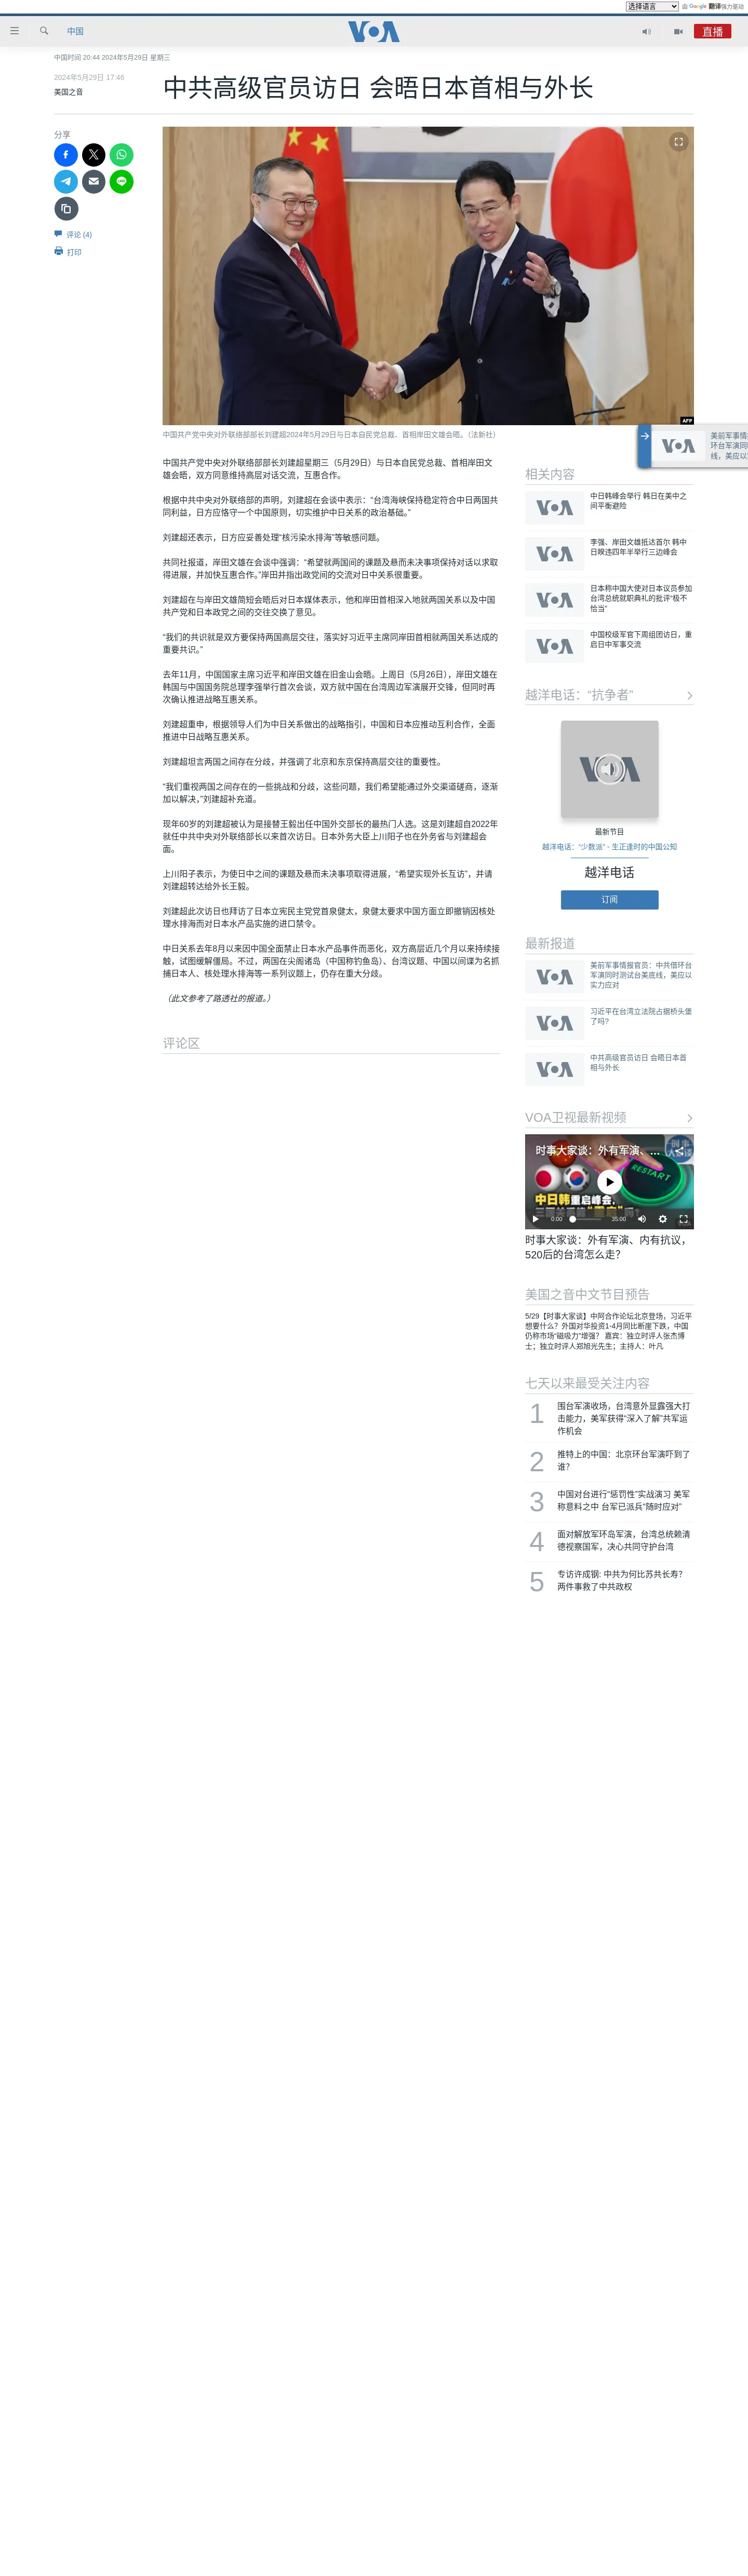 选择语言 由 Google 翻译强力驱动
中国 VOA 直播
中国时间 20:44 2024年5月29日 星期三
2024年5月29日 17:46
美国之音
中共高级官员访日 会晤日本首相与外长
分享
评论 (4)
打印
AFP
中国共产党中央对外联络部部长刘建超2024年5月29日与日本自民党总裁、首相岸田文雄会晤。（法新社）
中国共产党中央对外联络部部长刘建超星期三（5月29日）与日本自民党总裁、首相岸田文
雄会晤，双方同意维持高层对话交流，互惠合作。
根据中共中央对外联络部的声明，刘建超在会谈中表示：“台湾海峡保持稳定符合中日两国共
同利益，日方应恪守一个中国原则，切实维护中日关系的政治基础。”
刘建超还表示，日方应妥善处理“核污染水排海”等敏感问题。
共同社报道，岸田文雄在会谈中强调：“希望就两国间的课题及悬而未决事项保持对话以求取
得进展，并加快互惠合作。”岸田并指出政党间的交流对日中关系很重要。
刘建超在与岸田文雄简短会晤后对日本媒体表示，他和岸田首相深入地就两国关系以及中国
共产党和日本政党之间的交往交换了意见。
“我们的共识就是双方要保持两国高层交往，落实好习近平主席同岸田首相就两国关系达成的
重要共识。”
去年11月，中国国家主席习近平和岸田文雄在旧金山会晤。上周日（5月26日），岸田文雄在
韩国与中国国务院总理李强举行首次会谈，双方就中国在台湾周边军演展开交锋，但同时再
次确认推进战略互惠关系。
刘建超重申，根据领导人们为中日关系做出的战略指引，中国和日本应推动互利合作，全面
推进中日战略互惠关系。
刘建超坦言两国之间存在分歧，并强调了北京和东京保持高层交往的重要性。
“我们重视两国之间存在的一些挑战和分歧，这些问题，我们希望能通过外交渠道磋商，逐渐
加以解决，”刘建超补充道。
现年60岁的刘建超被认为是接替王毅出任中国外交部长的最热门人选。这是刘建超自2022年
就任中共中央对外联络部长以来首次访日。日本外务大臣上川阳子也在外务省与刘建超会
面。
上川阳子表示，为使日中之间的课题及悬而未决事项取得进展，“希望实现外长互访”，并请
刘建超转达给外长王毅。
刘建超此次访日也拜访了日本立宪民主党党首泉健太，泉健太要求中国方面立即撤销因核处
理水排海而对日本水产品实施的进口禁令。
中日关系去年8月以来因中国全面禁止日本水产品事件而恶化，双方高层近几个月以来持续接
触，试图缓解僵局。不过，两国在尖阁诸岛（中国称钓鱼岛）、台湾议题、中国以间谍为名抓
捕日本人、核处理水排海等一系列议题上，仍存在重大分歧。
（此文参考了路透社的报道。）
评论区
VOA
美前军事情
环台军演同
线，美应以
相关内容
VOA
中日韩峰会举行 韩日在美中之
间平衡避险
VOA
李强、岸田文雄抵达首尔 韩中
日睽违四年半举行三边峰会
VOA
日本称中国大使对日本议员参加
台湾总统就职典礼的批评“极不
恰当”
VOA
中国校级军官下周组团访日，重
启日中军事交流
越洋电话：“抗争者”
VOA
最新节目
越洋电话：“少数派” - 生正逢时的中国公知
越洋电话
订阅
最新报道
VOA
美前军事情报官员：中共借环台
军演同时测试台美底线，美应以
实力应对
VOA
习近平在台湾立法院占据桥头堡
了吗?
VOA
中共高级官员访日 会晤日本首
相与外长
VOA卫视最新视频
时事大家谈：外有军演、…
RESTART
中日韩重启峰会,
0:00 35:00
时事大家谈：外有军演、内有抗议，
520后的台湾怎么走？
美国之音中文节目预告
5/29【时事大家谈】中阿合作论坛北京登场，习近平
想要什么？外国对华投资1-4月同比断崖下跌，中国
仍称市场“磁吸力”增强？ 嘉宾：独立时评人张杰博
士；独立时评人郑旭光先生；主持人：叶凡
七天以来最受关注内容
1 围台军演收场，台湾意外显露强大打
击能力，美军获得“深入了解”共军运
作机会
2 推特上的中国：北京环台军演吓到了
谁？
3 中国对台进行“惩罚性”实战演习 美军
称意料之中 台军已派兵“随时应对”
4 面对解放军环岛军演，台湾总统赖清
德视察国军，决心共同守护台湾
5 专访许成钢: 中共为何比苏共长寿？
两件事救了中共政权